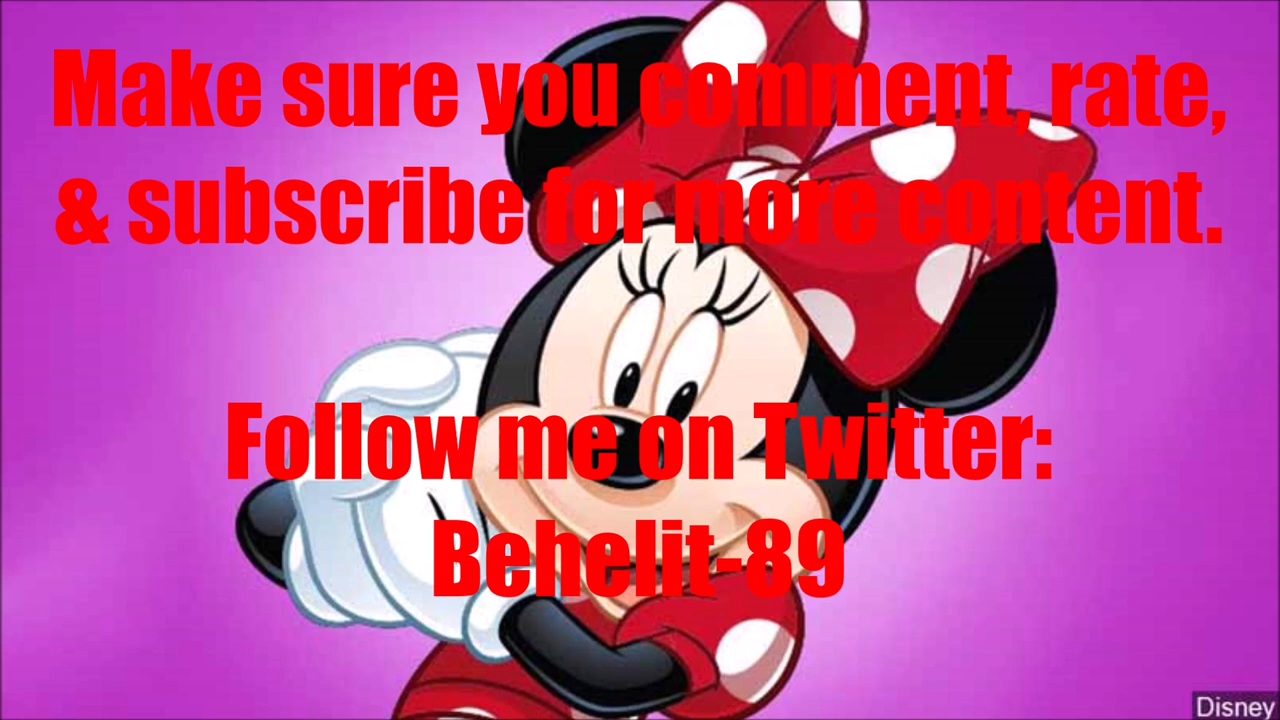 Make sure you comment, rate,
& subscribe for more content.
Follow me on Twitter:
Behelit-89
Disney